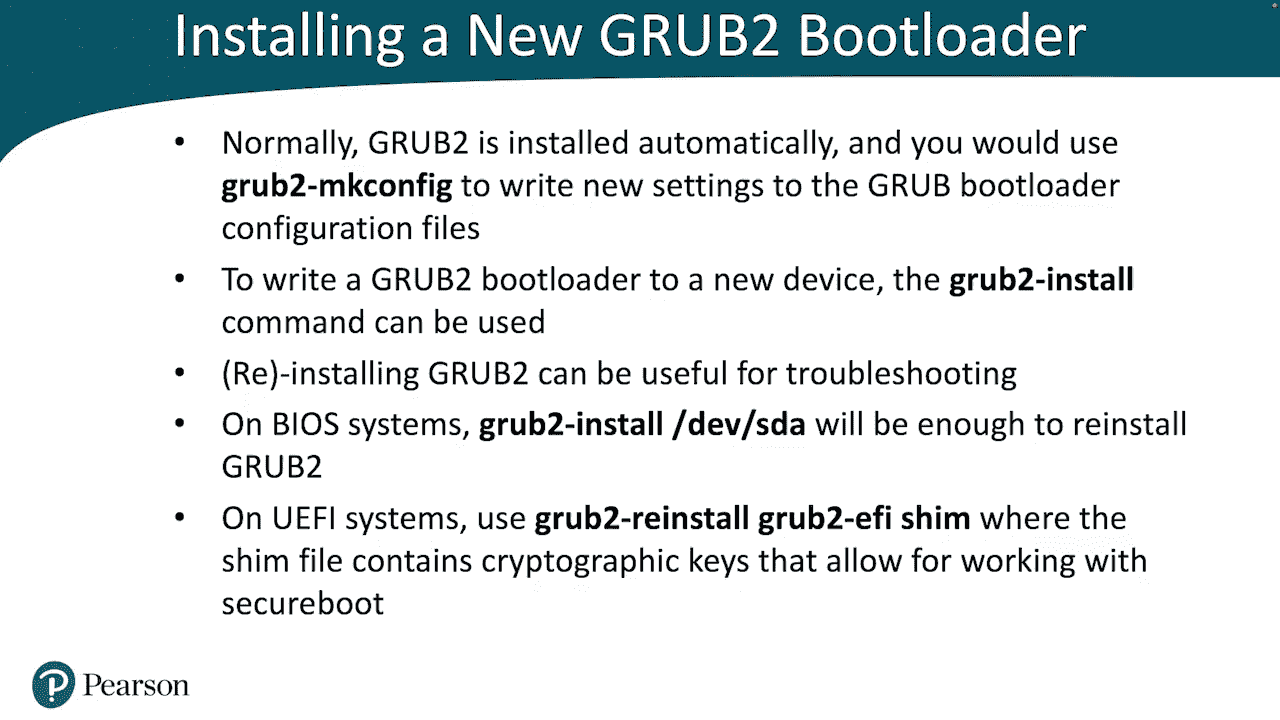 Installing a New GRUB2 Bootloader
• Normally, GRUB2 is installed automatically, and you would use
grub2-mkconfig to write new settings to the GRUB bootloader
configuration files
• To write a GRUB2 bootloader to a new device, the grub2-install
command can be used
• (Re)-installing GRUB2 can be useful for troubleshooting
• On BIOS systems, grub2-install /dev/sda will be enough to reinstall
GRUB2
• On UEFI systems, use grub2-reinstall grub2-efi shim where the
shim file contains cryptographic keys that allow for working with
secureboot
Pearson